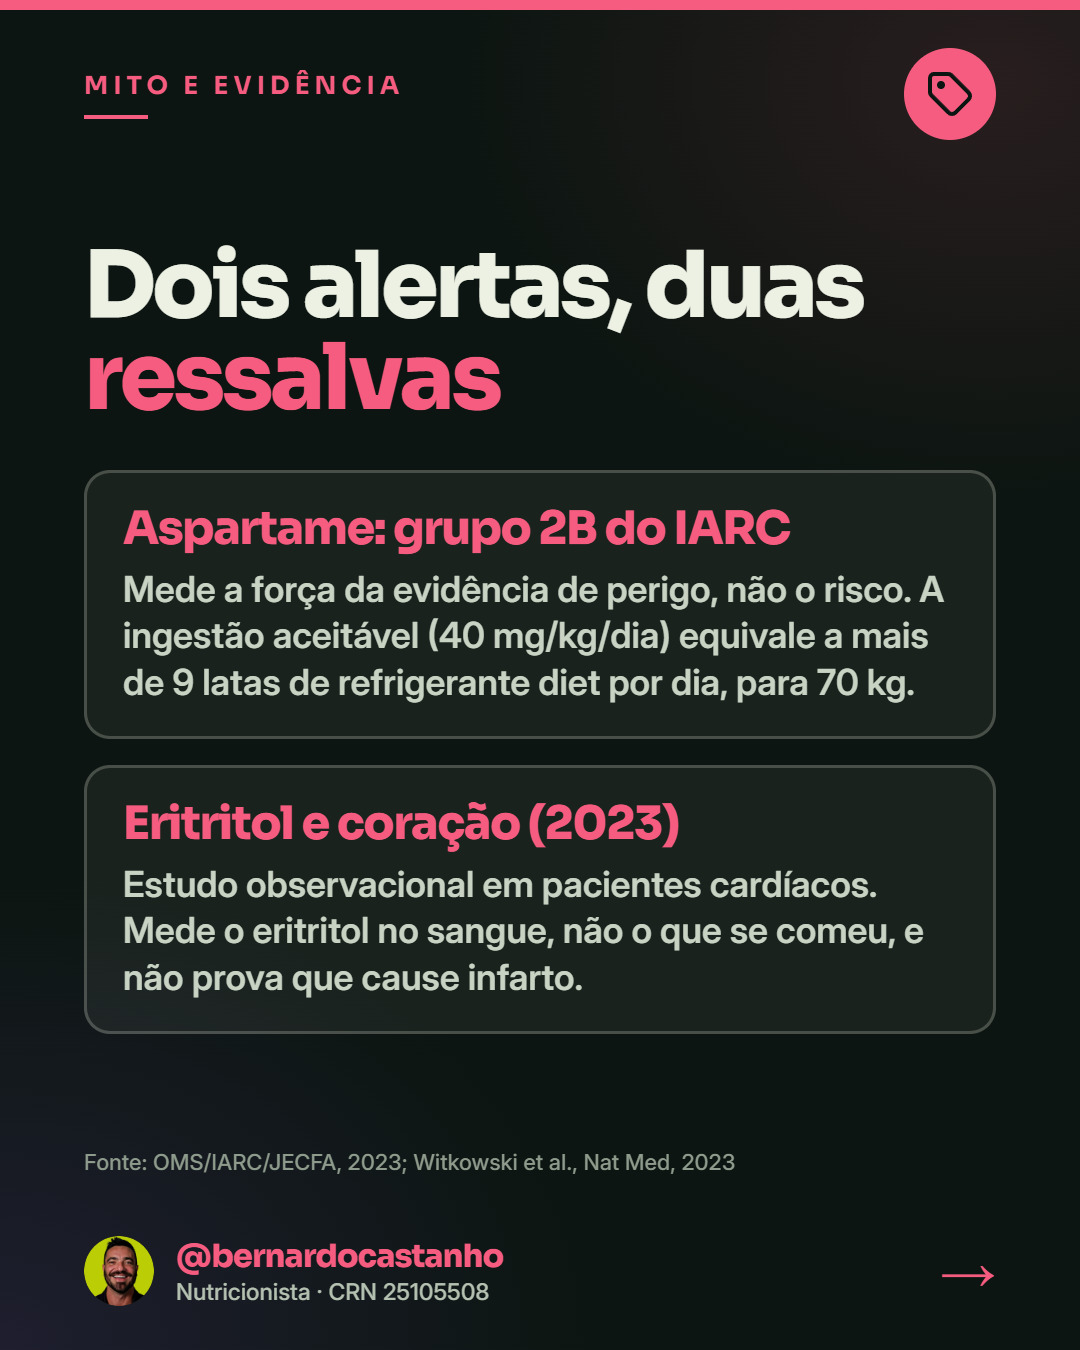 MITO E EVIDÊNCIA
Dois alertas, duas
ressalvas
Aspartame: grupo 2B do IARC
Mede a força da evidência de perigo, não o risco. A
ingestão aceitável (40 mg/kg/dia) equivale a mais
de 9 latas de refrigerante diet por dia, para 70 kg.
Eritritol e coração (2023)
Estudo observacional em pacientes cardíacos.
Mede o eritritol no sangue, não o que se comeu, e
não prova que cause infarto.
Fonte: OMS/IARC/JECFA, 2023; Witkowski et al., Nat Med, 2023
@bernardocastanho
Nutricionista · CRN 25105508